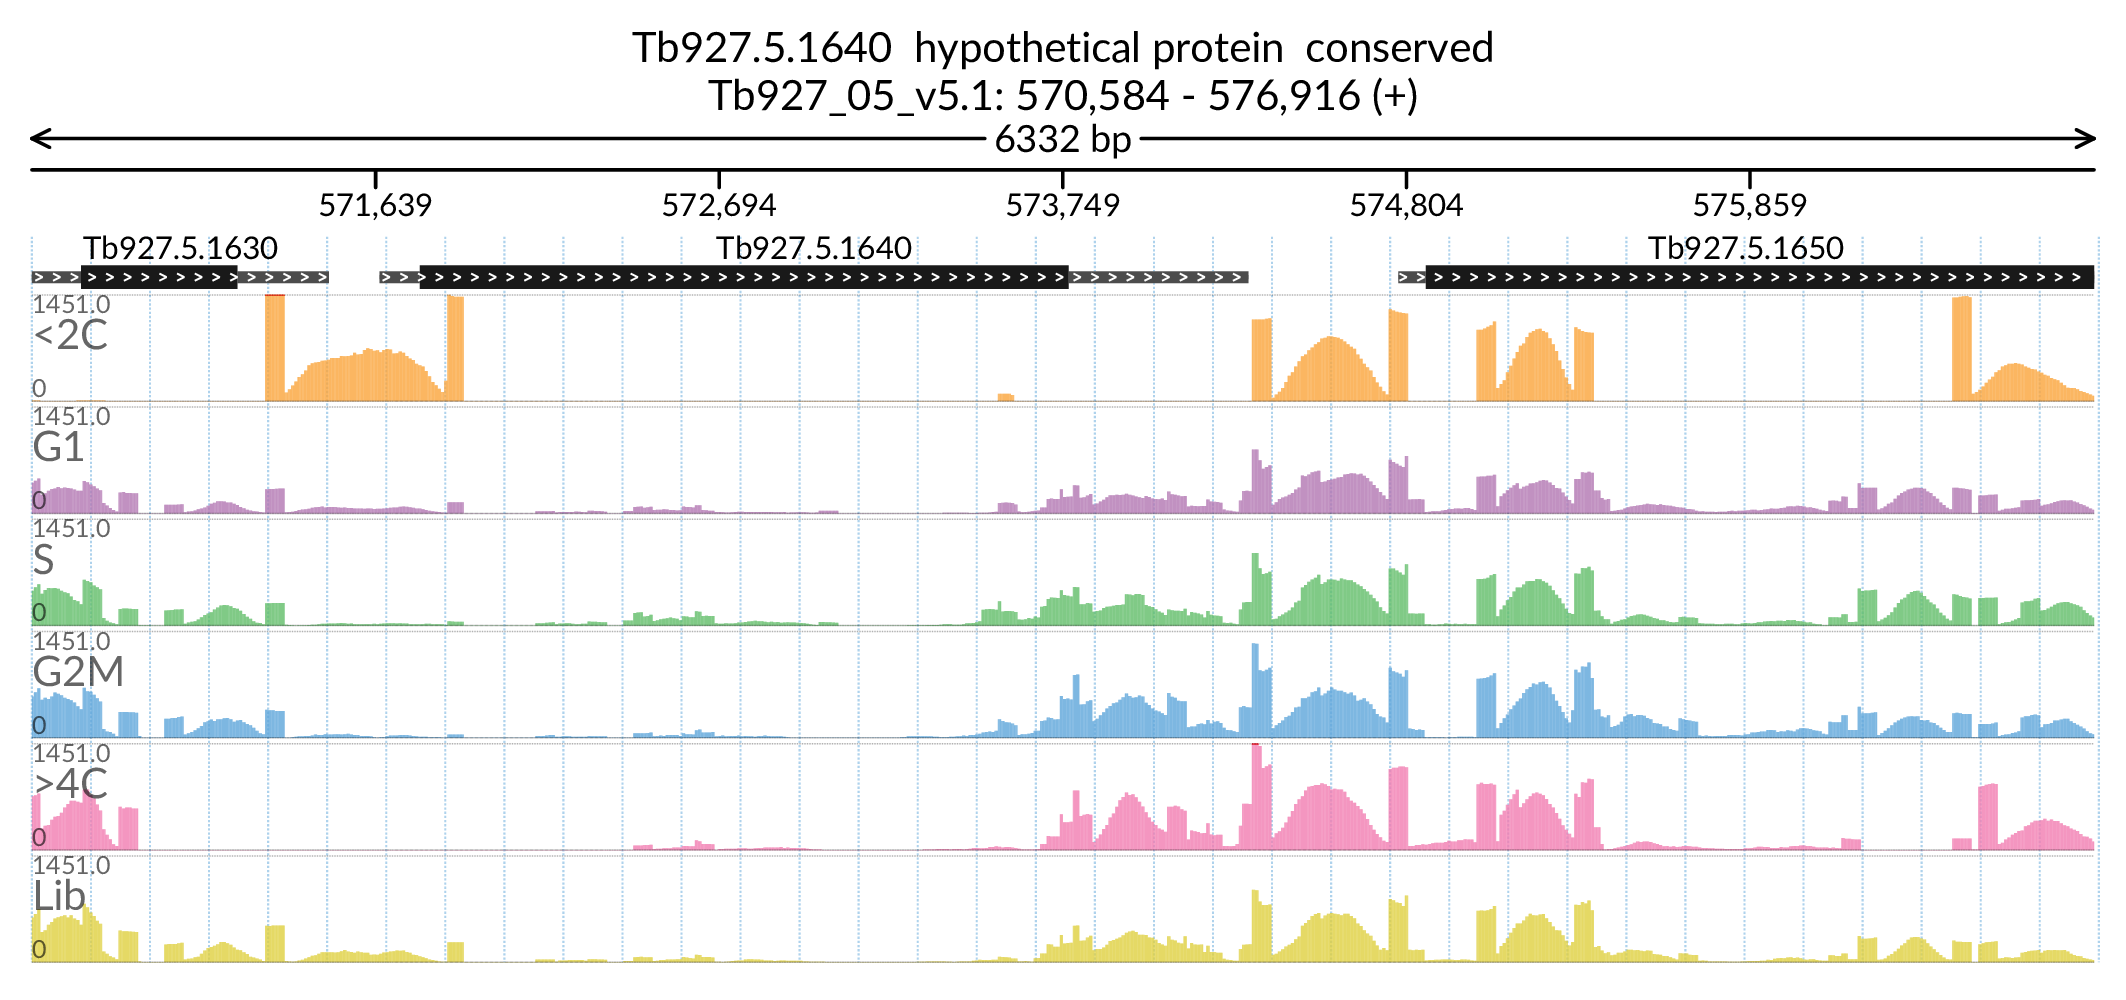 Tb927.5.1640 hypothetical protein conserved
Tb927_05_v5.1: 570,584 - 576,916 (+)
6332 bp
571,639 572,694 573,749 574,804 575,859
Tb927.5.1630 Tb927.5.1640 Tb927.5.1650
1451.0
<2C
0
1451.0
G1
0
1451.0
S
0
1451.0
G2M
0
1451.0
>4C
0
1451.0
Lib
0